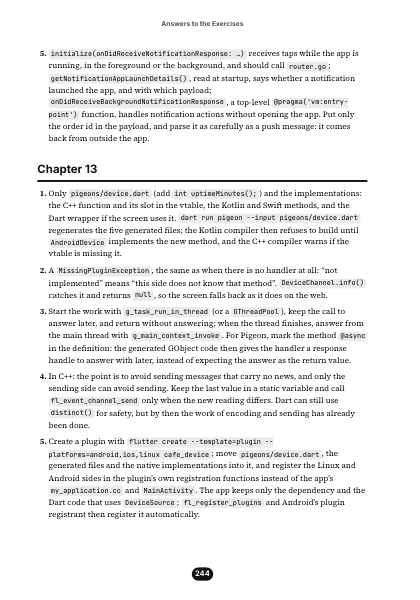 Answers to the Exercises
5. initialize(onDidReceiveNotificationResponse: …) receives taps while the app is
running, in the foreground or the background, and should call router.go;
getNotificationAppLaunchDetails(), read at startup, says whether a notification
launched the app, and with which payload;
onDidReceiveBackgroundNotificationResponse, a top-level @pragma('vm:entry-
point') function, handles notification actions without opening the app. Put only
the order id in the payload, and parse it as carefully as a push message: it comes
back from outside the app.
Chapter 13
1. Only pigeons/device.dart (add int uptimeMinutes();) and the implementations:
the C++ function and its slot in the vtable, the Kotlin and Swift methods, and the
Dart wrapper if the screen uses it. dart run pigeon --input pigeons/device.dart
regenerates the five generated files; the Kotlin compiler then refuses to build until
AndroidDevice implements the new method, and the C++ compiler warns if the
vtable is missing it.
2. A MissingPluginException, the same as when there is no handler at all: “not
implemented” means “this side does not know that method”. DeviceChannel.info()
catches it and returns null, so the screen falls back as it does on the web.
3. Start the work with g_task_run_in_thread (or a GThreadPool), keep the call to
answer later, and return without answering; when the thread finishes, answer from
the main thread with g_main_context_invoke. For Pigeon, mark the method @async
in the definition: the generated GObject code then gives the handler a response
handle to answer with later, instead of expecting the answer as the return value.
4. In C++: the point is to avoid sending messages that carry no news, and only the
sending side can avoid sending. Keep the last value in a static variable and call
fl_event_channel_send only when the new reading differs. Dart can still use
distinct() for safety, but by then the work of encoding and sending has already
been done.
5. Create a plugin with flutter create --template=plugin --
platforms=android,ios,linux cafe_device; move pigeons/device.dart, the
generated files and the native implementations into it, and register the Linux and
Android sides in the plugin’s own registration functions instead of the app’s
my_application.cc and MainActivity. The app keeps only the dependency and the
Dart code that uses DeviceSource; fl_register_plugins and Android’s plugin
registrant then register it automatically.
244